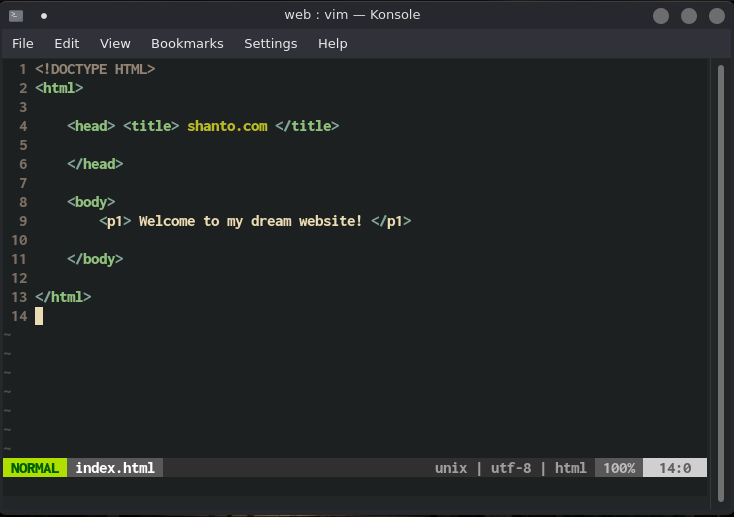 web : vim — Konsole
File Edit View Bookmarks Settings Help
1 <!DOCTYPE HTML>
2 <html>
3
4     <head> <title> shanto.com </title>
5
6     </head>
7
8     <body>
9         <p1> Welcome to my dream website! </p1>
10
11     </body>
12
13 </html>
14
~
~
~
~
~
~
~
NORMAL index.html unix | utf-8 | html 100% 14:0